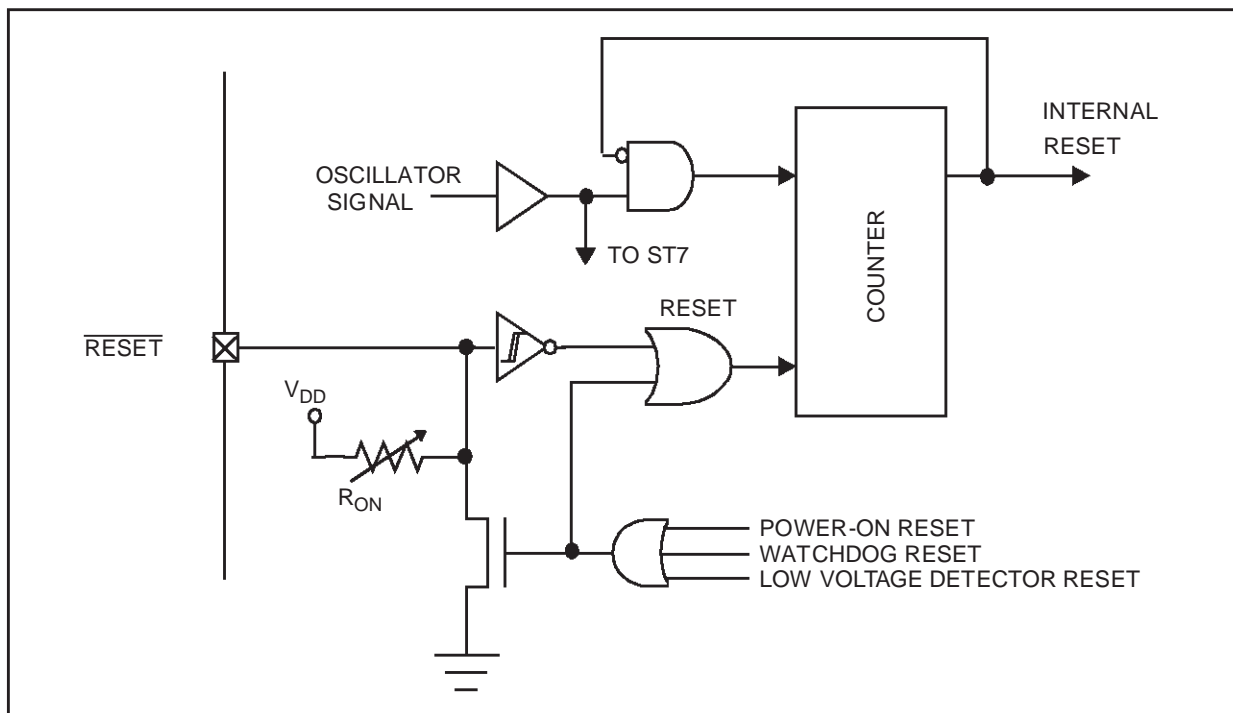 INTERNAL
RESET
OSCILLATOR
SIGNAL
TO ST7
COUNTER
RESET
RESET
VDD
RON
POWER-ON RESET
WATCHDOG RESET
LOW VOLTAGE DETECTOR RESET